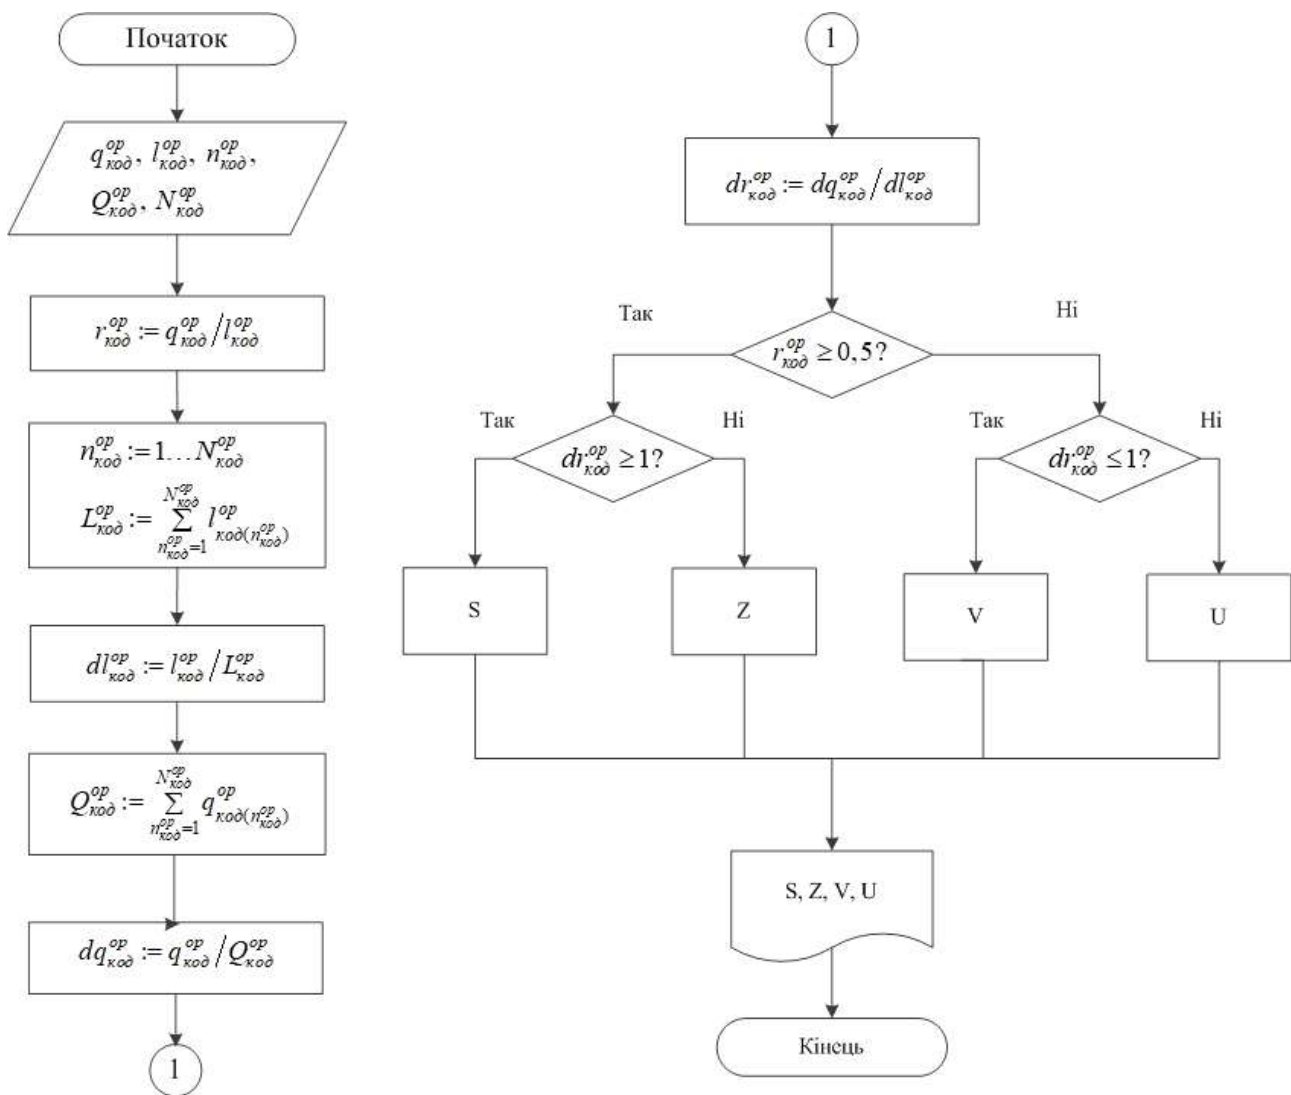 Початок
q^{op}_{код}, l^{op}_{код}, n^{op}_{код},
Q^{op}_{код}, N^{op}_{код}
r^{op}_{код} := q^{op}_{код}/l^{op}_{код}
n^{op}_{код} := 1…N^{op}_{код}
L^{op}_{код} := \sum_{n^{op}_{код}=1}^{N^{op}_{код}} l^{op}_{код(n^{op}_{код})}
dl^{op}_{код} := l^{op}_{код}/L^{op}_{код}
Q^{op}_{код} := \sum_{n^{op}_{код}=1}^{N^{op}_{код}} q^{op}_{код(n^{op}_{код})}
dq^{op}_{код} := q^{op}_{код}/Q^{op}_{код}
1
1
dr^{op}_{код} := dq^{op}_{код}/dl^{op}_{код}
Так
Ні
r^{op}_{код} ≥ 0,5?
Так
Ні
Так
Ні
dr^{op}_{код} ≥ 1?
dr^{op}_{код} ≤ 1?
S
Z
V
U
S, Z, V, U
Кінець